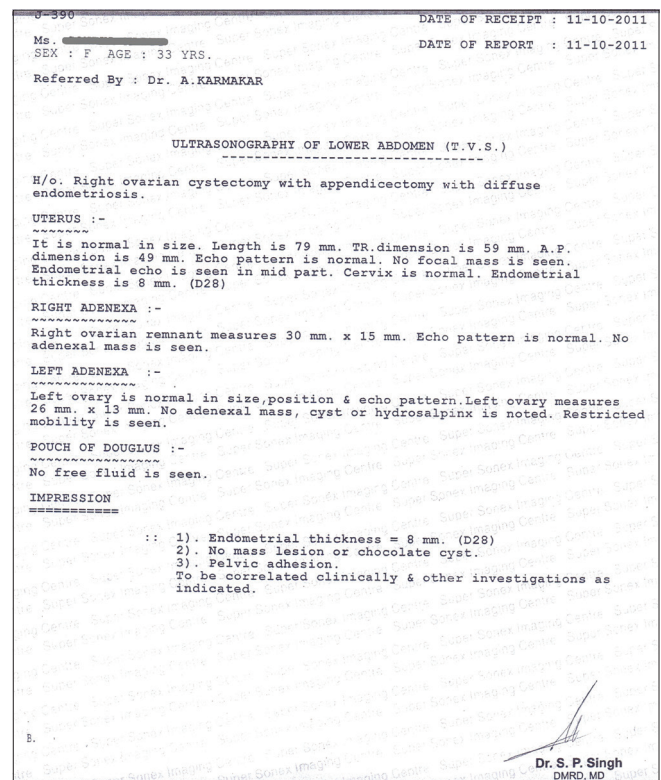 J-390
DATE OF RECEIPT : 11-10-2011
Ms.
DATE OF REPORT : 11-10-2011
SEX : F AGE : 33 YRS.
Referred By : Dr. A.KARMAKAR
ULTRASONOGRAPHY OF LOWER ABDOMEN (T.V.S.)
H/o. Right ovarian cystectomy with appendicectomy with diffuse
endometriosis.
UTERUS :-
It is normal in size. Length is 79 mm. TR.dimension is 59 mm. A.P.
dimension is 49 mm. Echo pattern is normal. No focal mass is seen.
Endometrial echo is seen in mid part. Cervix is normal. Endometrial
thickness is 8 mm. (D28)
RIGHT ADENEXA :-
Right ovarian remnant measures 30 mm. x 15 mm. Echo pattern is normal. No
adenexal mass is seen.
LEFT ADENEXA :-
Left ovary is normal in size,position & echo pattern.Left ovary measures
26 mm. x 13 mm. No adenexal mass, cyst or hydrosalpinx is noted. Restricted
mobility is seen.
POUCH OF DOUGLUS :-
No free fluid is seen.
IMPRESSION
:: 1). Endometrial thickness = 8 mm. (D28)
2). No mass lesion or chocolate cyst.
3). Pelvic adhesion.
To be correlated clinically & other investigations as
indicated.
B.
Dr. S. P. Singh
DMRD, MD